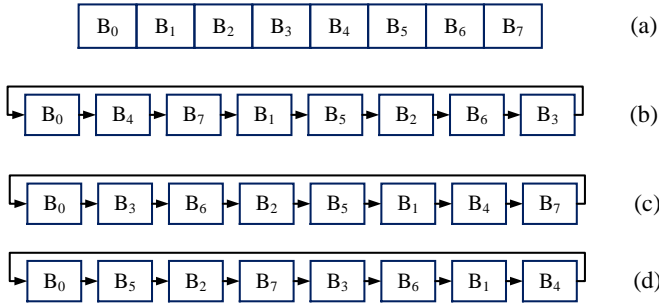 B₀ B₁ B₂ B₃ B₄ B₅ B₆ B₇ (a)
B₀ B₄ B₇ B₁ B₅ B₂ B₆ B₃ (b)
B₀ B₃ B₆ B₂ B₅ B₁ B₄ B₇ (c)
B₀ B₅ B₂ B₇ B₃ B₆ B₁ B₄ (d)